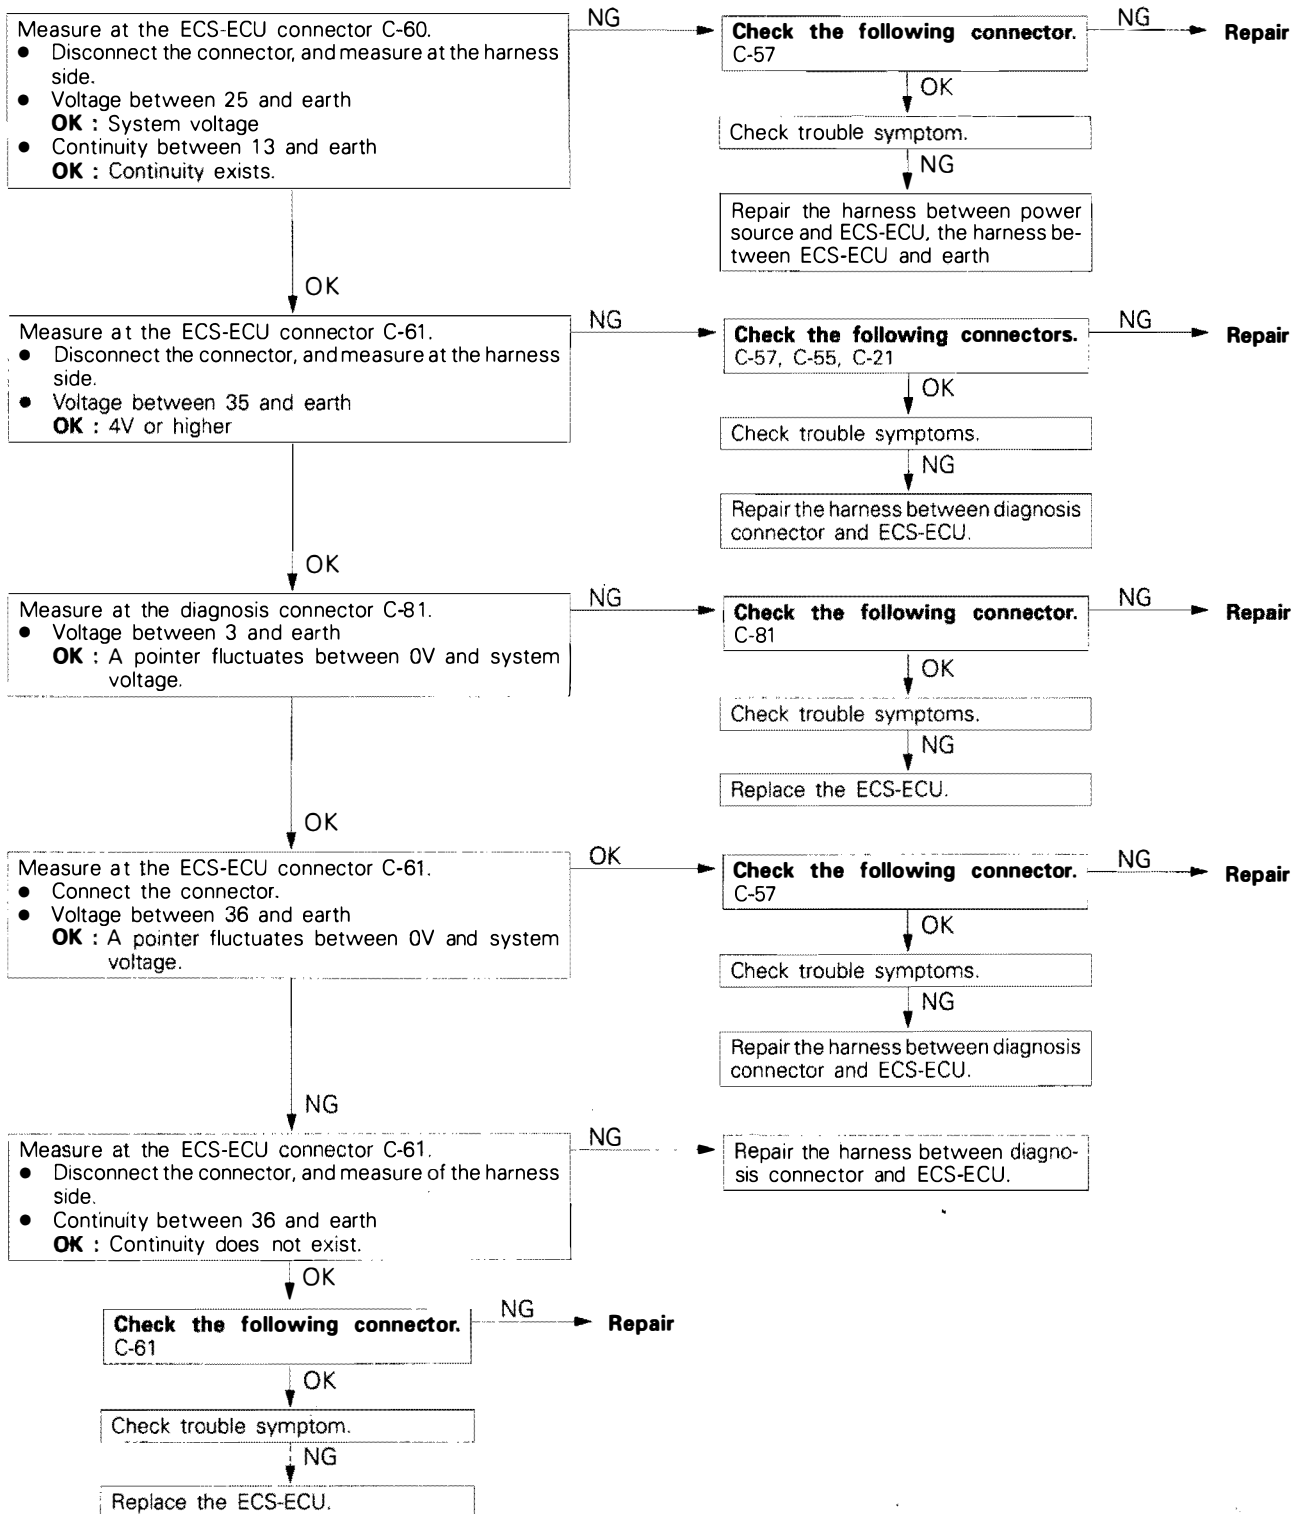 Measure at the ECS-ECU connector C-60.
● Disconnect the connector, and measure at the harness
side.
● Voltage between 25 and earth
OK : System voltage
● Continuity between 13 and earth
OK : Continuity exists.
NG
Check the following connector.
C-57
NG
Repair
OK
Check trouble symptom.
NG
Repair the harness between power
source and ECS-ECU, the harness be-
tween ECS-ECU and earth
OK
Measure at the ECS-ECU connector C-61.
● Disconnect the connector, and measure at the harness
side.
● Voltage between 35 and earth
OK : 4V or higher
NG
Check the following connectors.
C-57, C-55, C-21
NG
Repair
OK
Check trouble symptoms.
NG
Repair the harness between diagnosis
connector and ECS-ECU.
OK
Measure at the diagnosis connector C-81.
● Voltage between 3 and earth
OK : A pointer fluctuates between 0V and system
voltage.
NG
Check the following connector.
C-81
NG
Repair
OK
Check trouble symptoms.
NG
Replace the ECS-ECU.
OK
Measure at the ECS-ECU connector C-61.
● Connect the connector.
● Voltage between 36 and earth
OK : A pointer fluctuates between 0V and system
voltage.
OK
Check the following connector.
C-57
NG
Repair
OK
Check trouble symptoms.
NG
Repair the harness between diagnosis
connector and ECS-ECU.
NG
Measure at the ECS-ECU connector C-61.
● Disconnect the connector, and measure of the harness
side.
● Continuity between 36 and earth
OK : Continuity does not exist.
NG
Repair the harness between diagno-
sis connector and ECS-ECU.
OK
Check the following connector.
C-61
NG
Repair
OK
Check trouble symptom.
NG
Replace the ECS-ECU.